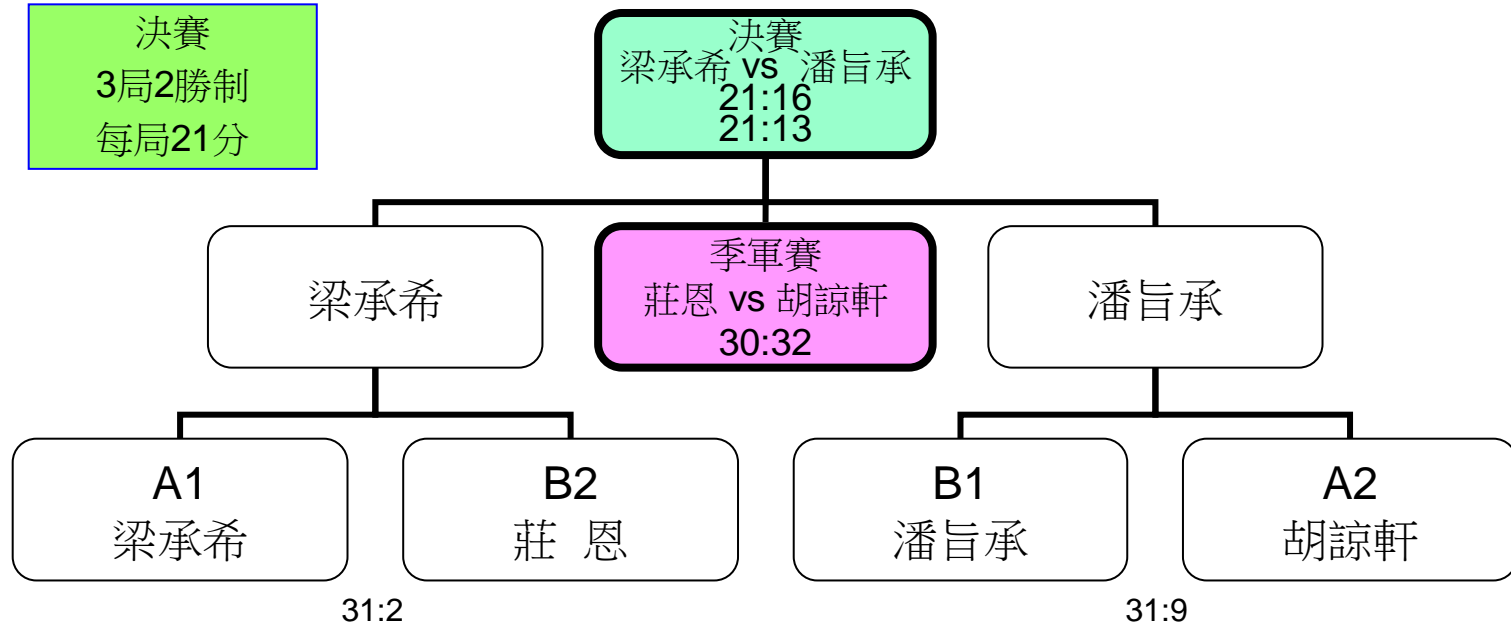 決賽
3局2勝制
每局21分
決賽
梁承希 vs 潘旨承
21:16
21:13
梁承希
季軍賽
莊恩 vs 胡諒軒
30:32
潘旨承
A1
梁承希
B2
莊 恩
B1
潘旨承
A2
胡諒軒
31:2
31:9